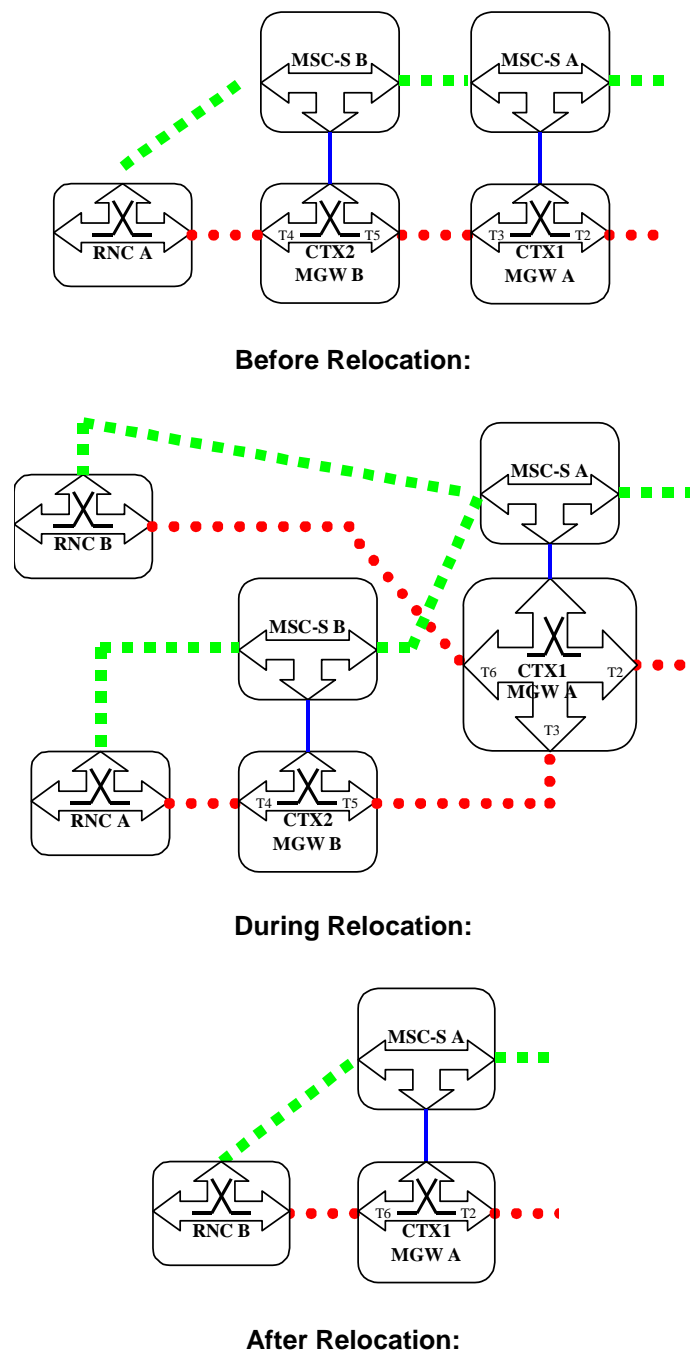 MSC-S B
MSC-S A
RNC A
T4
T5
CTX2
MGW B
T3
T2
CTX1
MGW A
Before Relocation:
MSC-S A
RNC B
MSC-S B
T6
CTX1
T2
MGW A
T3
RNC A
T4
T5
CTX2
MGW B
During Relocation:
MSC-S A
RNC B
T6
T2
CTX1
MGW A
After Relocation: